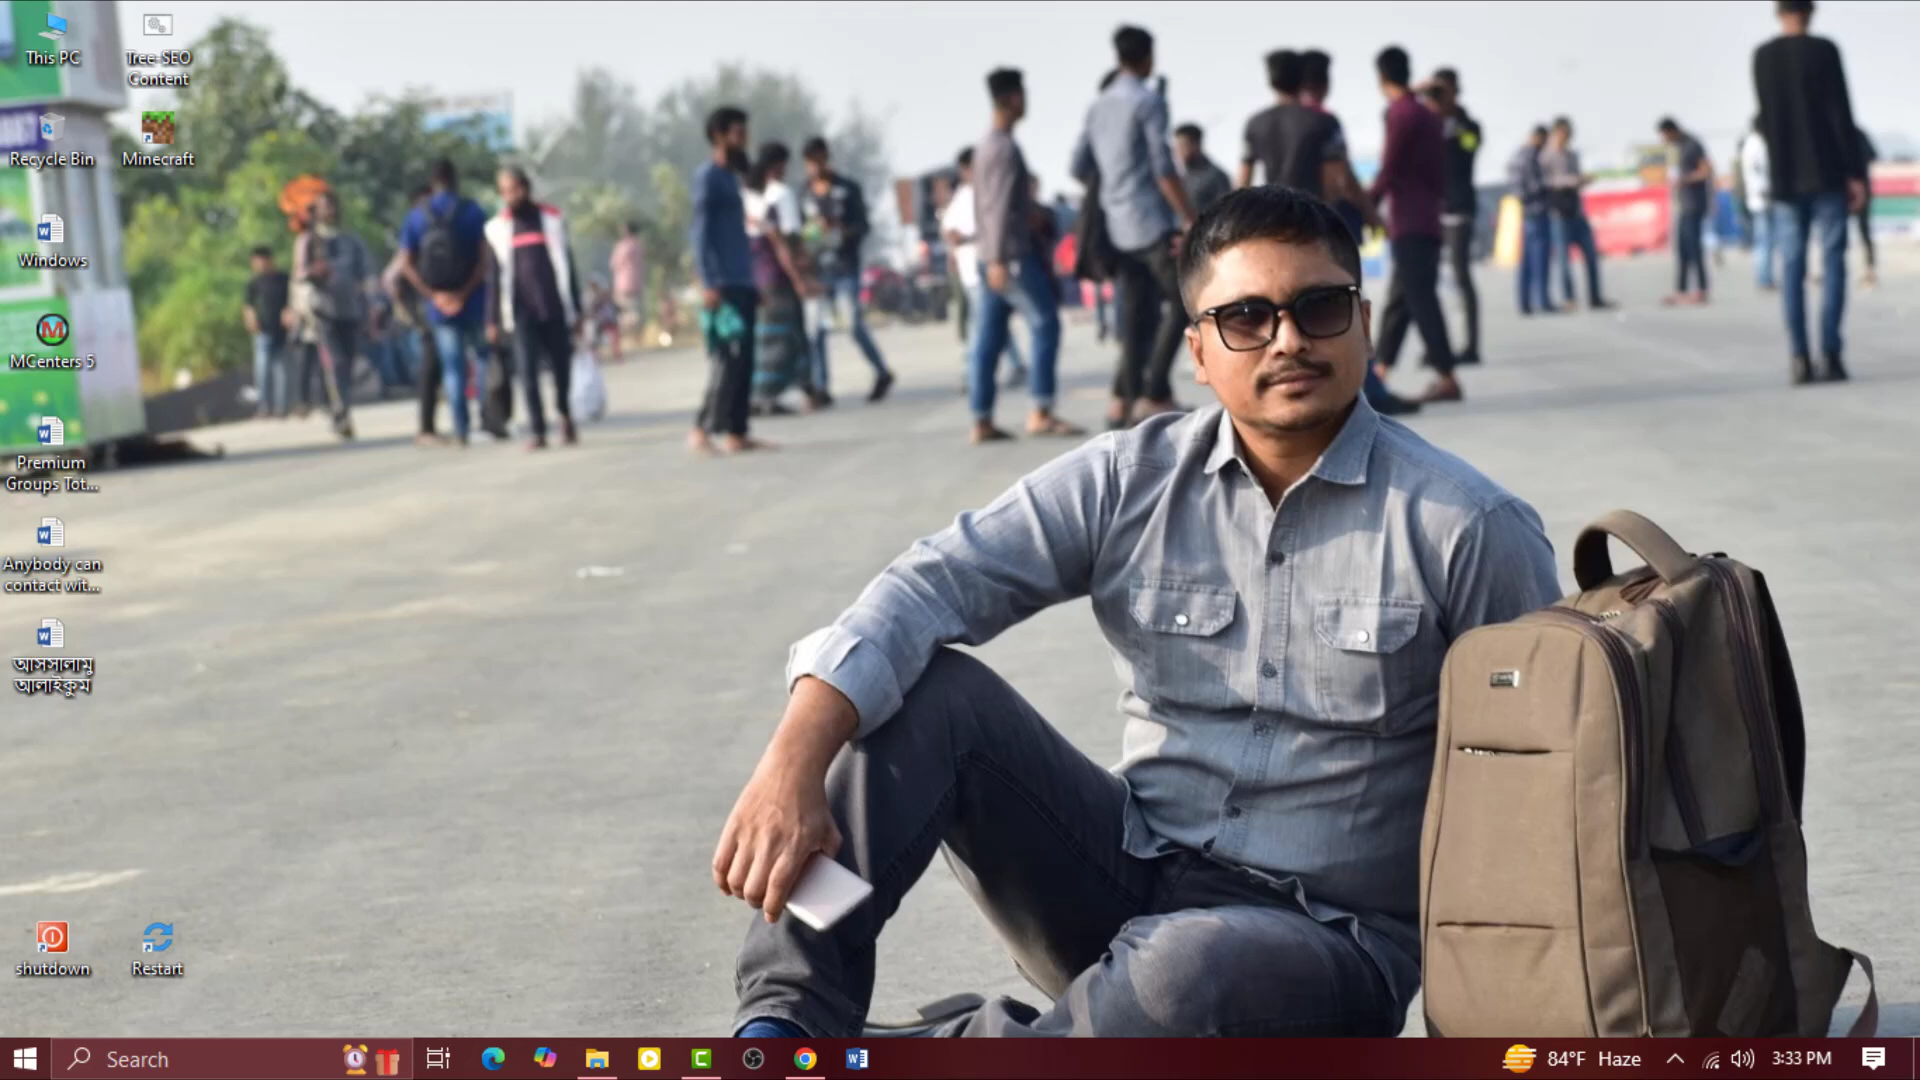 This PC
Tree-SEO
Content
Recycle Bin
Minecraft
Windows
MCenters 5
Premium
Groups Tot...
Anybody can
contact wit...
আসসালামু
আলাইকুম
shutdown
Restart
Search
84°F Haze
3:33 PM